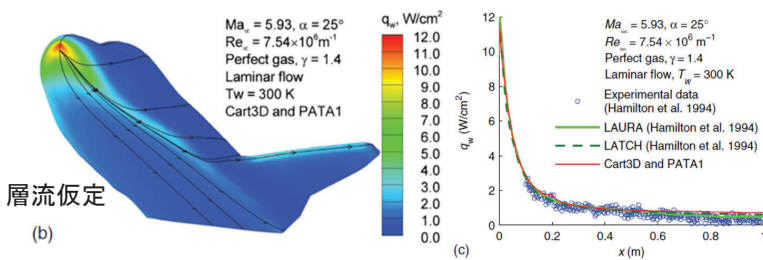 Ma∞ = 5.93, α = 25°
Re∞ = 7.54×10⁶m⁻¹
Perfect gas, γ = 1.4
Laminar flow
Tw = 300 K
Cart3D and PATA1
層流仮定
(b)
q_w, W/cm²
12.0
11.0
10.0
9.0
8.0
7.0
6.0
5.0
4.0
3.0
2.0
1.0
0.0
Ma∞ = 5.93, α = 25°
Re∞ = 7.54 × 10⁶ m⁻¹
Perfect gas, γ = 1.4
Laminar flow, T_w = 300 K
Experimental data
(Hamilton et al. 1994)
LAURA (Hamilton et al. 1994)
LATCH (Hamilton et al. 1994)
Cart3D and PATA1
q_w (W/cm²)
12
10
8
6
4
2
0
0
0.2
0.4
0.6
0.8
1
x (m)
(c)